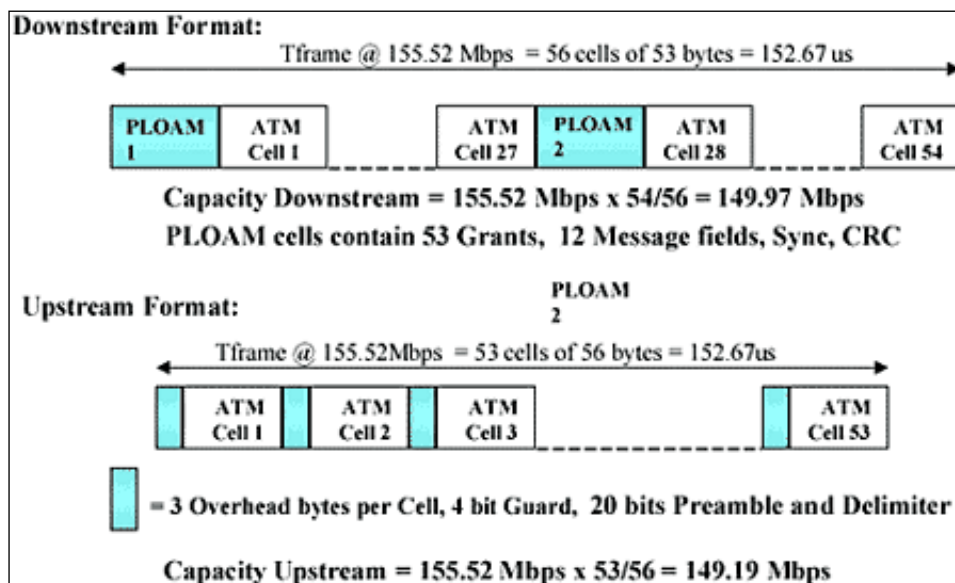 Downstream Format:
Tframe @ 155.52 Mbps = 56 cells of 53 bytes = 152.67 us
PLOAM 1
ATM Cell 1
ATM Cell 27
PLOAM 2
ATM Cell 28
ATM Cell 54
Capacity Downstream = 155.52 Mbps x 54/56 = 149.97 Mbps
PLOAM cells contain 53 Grants, 12 Message fields, Sync, CRC
PLOAM
2
Upstream Format:
Tframe @ 155.52Mbps = 53 cells of 56 bytes = 152.67us
ATM Cell 1
ATM Cell 2
ATM Cell 3
ATM Cell 53
= 3 Overhead bytes per Cell, 4 bit Guard, 20 bits Preamble and Delimiter
Capacity Upstream = 155.52 Mbps x 53/56 = 149.19 Mbps